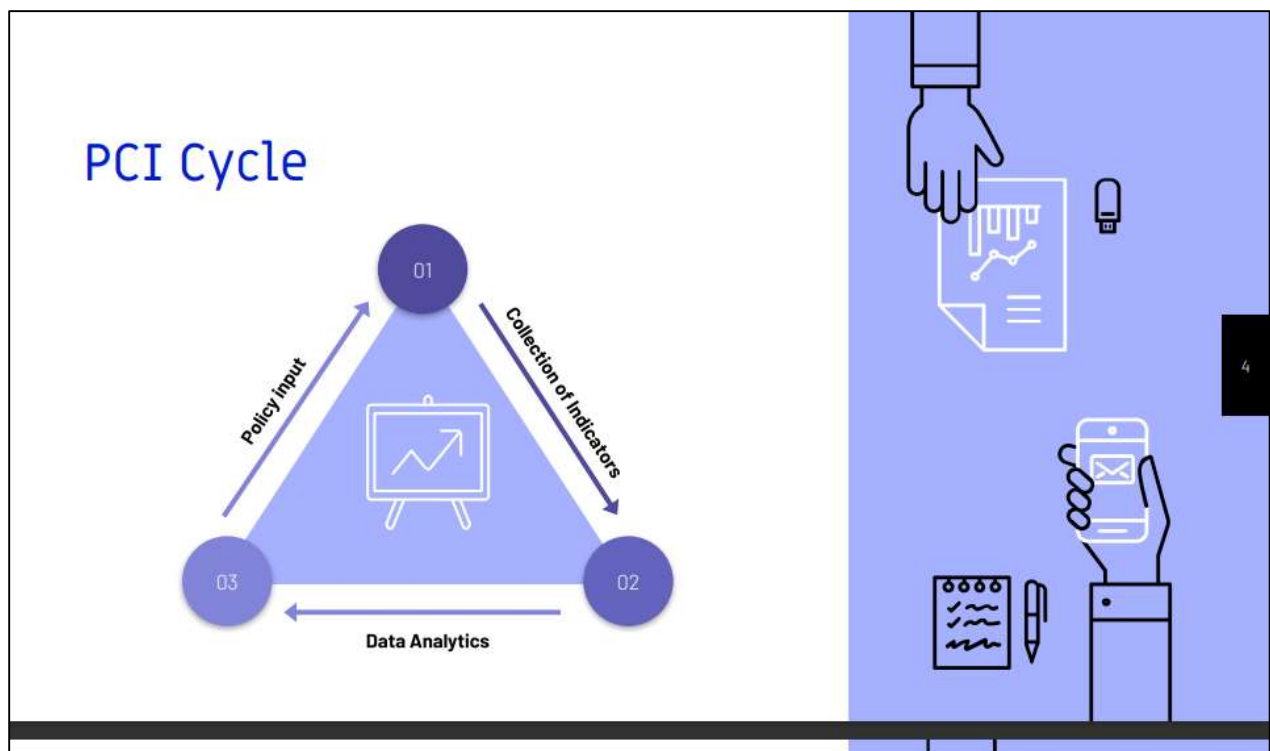 PCI Cycle
01
Policy input
Collection of Indicators
03
02
Data Analytics
4